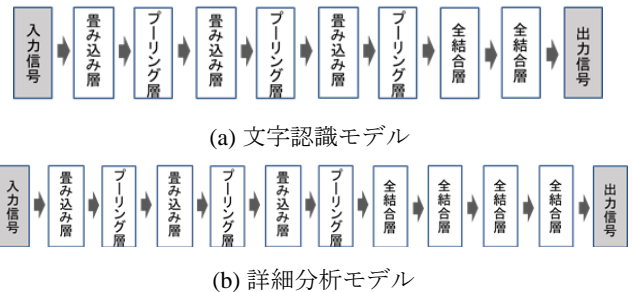 入力信号
畳み込み層
プーリング層
畳み込み層
プーリング層
畳み込み層
プーリング層
全結合層
全結合層
出力信号
(a) 文字認識モデル
入力信号
畳み込み層
プーリング層
畳み込み層
プーリング層
畳み込み層
プーリング層
全結合層
全結合層
全結合層
全結合層
出力信号
(b) 詳細分析モデル